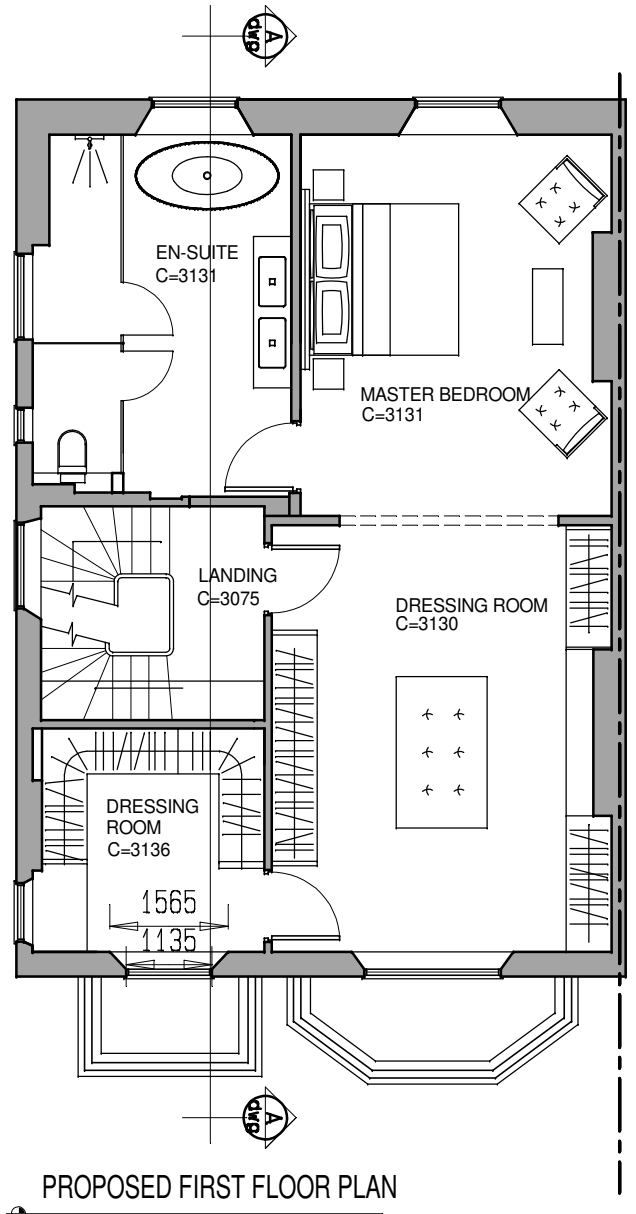 A
dwg
EN-SUITE
C=3131
MASTER BEDROOM
C=3131
LANDING
C=3075
DRESSING ROOM
C=3130
DRESSING
ROOM
C=3136
1565
1135
A
dwg
PROPOSED FIRST FLOOR PLAN